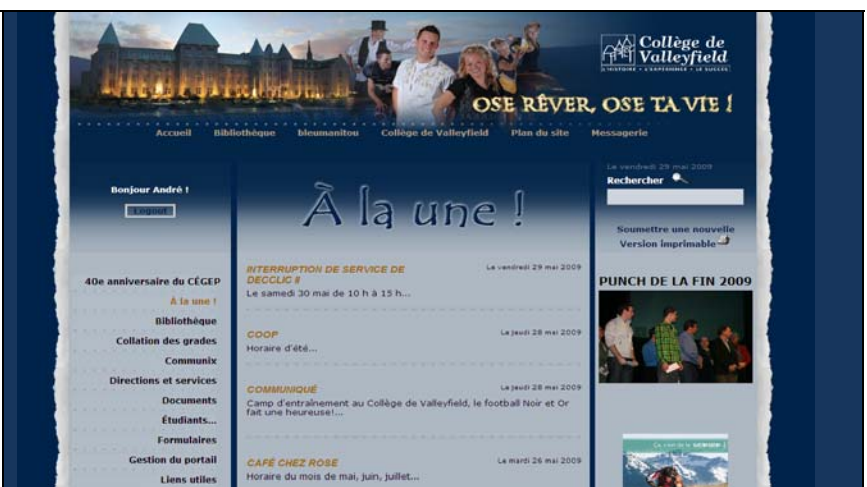 Collège de
Valleyfield
L'HISTOIRE • L'EXPÉRIENCE • LE SUCCÈS
OSE RÊVER, OSE TA VIE !
Accueil Bibliothèque bleumanitou Collège de Valleyfield Plan du site Messagerie
Bonjour André !
Logout
40e anniversaire du CÉGEP
À la une !
Bibliothèque
Collation des grades
Communix
Directions et services
Documents
Étudiants...
Formulaires
Gestion du portail
Liens utiles
À la une !
INTERRUPTION DE SERVICE DE
DECCLIC II
Le vendredi 29 mai 2009
Le samedi 30 mai de 10 h à 15 h...
COOP
Le jeudi 28 mai 2009
Horaire d'été...
COMMUNIQUÉ
Le jeudi 28 mai 2009
Camp d'entraînement au Collège de Valleyfield, le football Noir et Or
fait une heureuse!...
CAFÉ CHEZ ROSE
Le mardi 26 mai 2009
Horaire du mois de mai, juin, juillet...
Le vendredi 29 mai 2009
Rechercher
Soumettre une nouvelle
Version imprimable
PUNCH DE LA FIN 2009